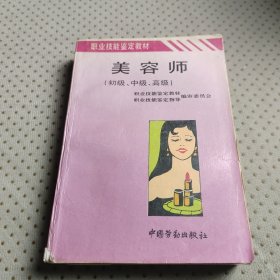 职业技能鉴定教材
美容师
(初级、中级、高级)
职业技能鉴定教材
职业技能鉴定指导 编审委员会
中国劳动出版社